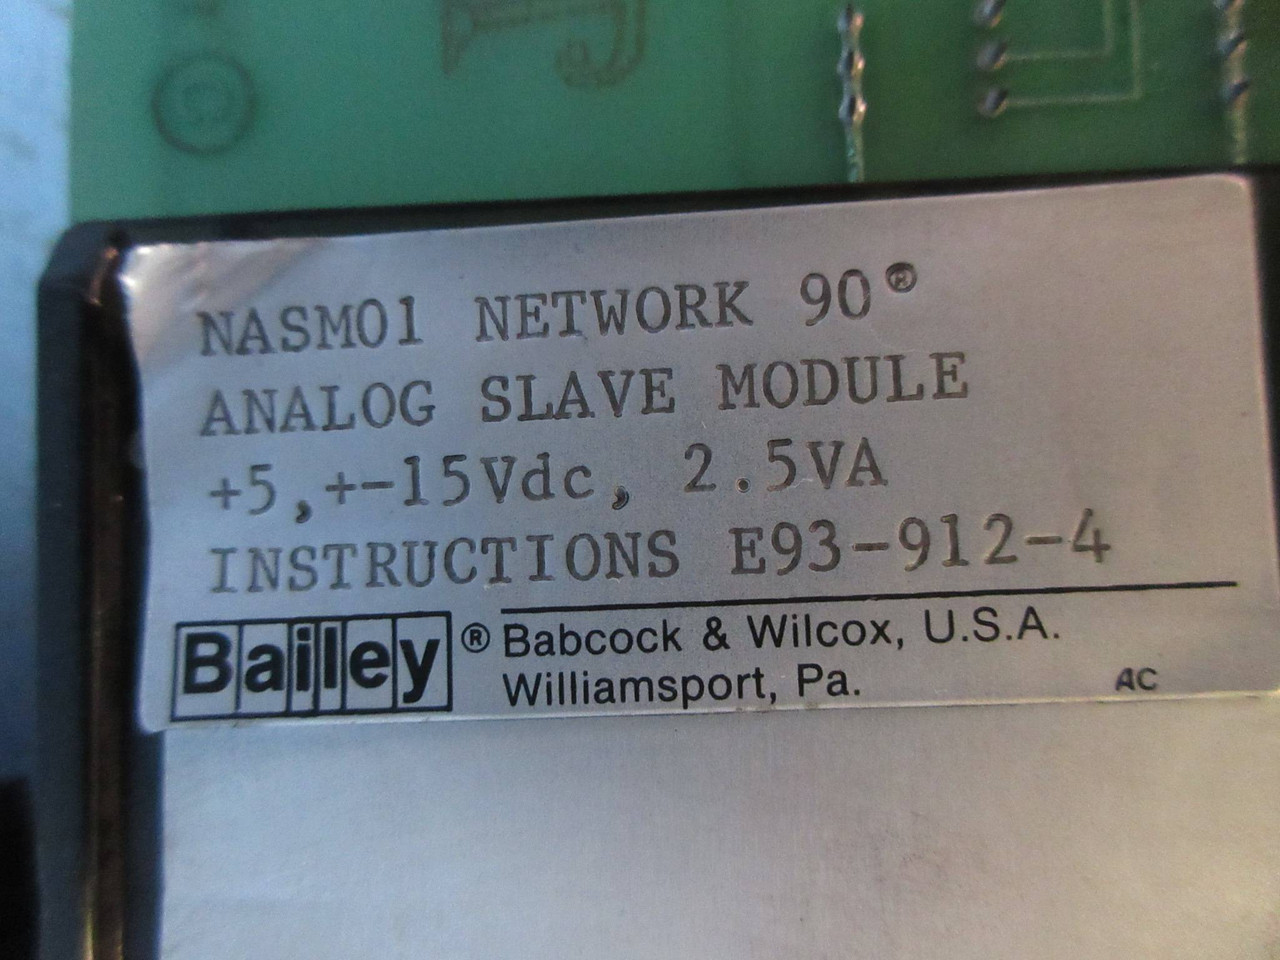 NASM01 NETWORK 90®
ANALOG SLAVE MODULE
+5,+-15Vdc, 2.5VA
INSTRUCTIONS E93-912-4
Bailey® Babcock & Wilcox, U.S.A.
Williamsport, Pa. AC